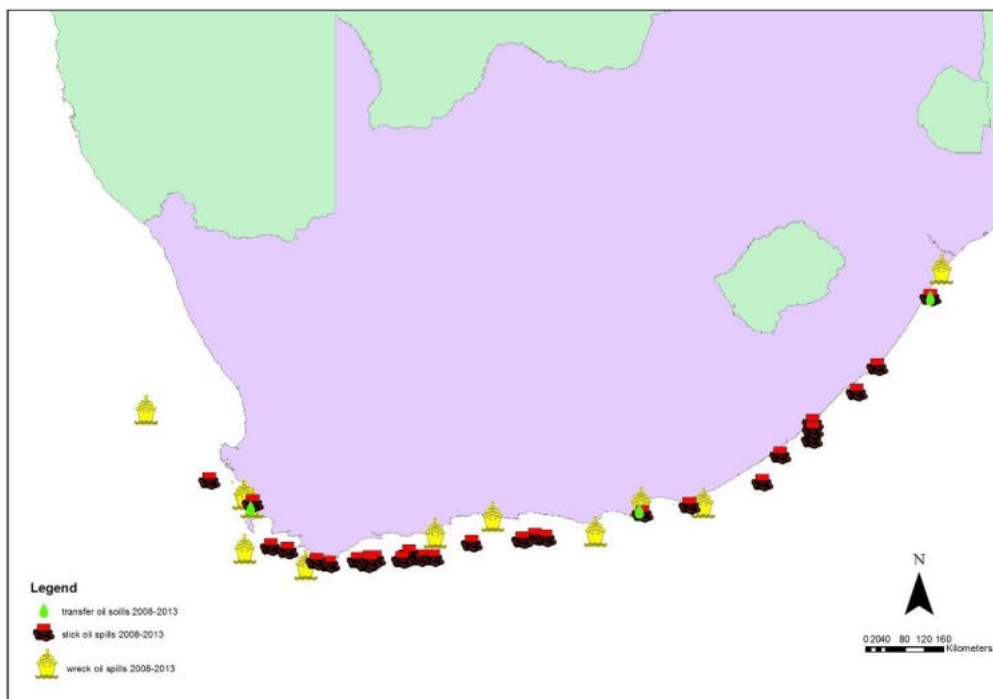 N
Legend
transfer oil soills 2008-2013
slick oil spills 2008-2013
wreck oil spills 2008-2013
0 20 40 80 120 160
Kilometers